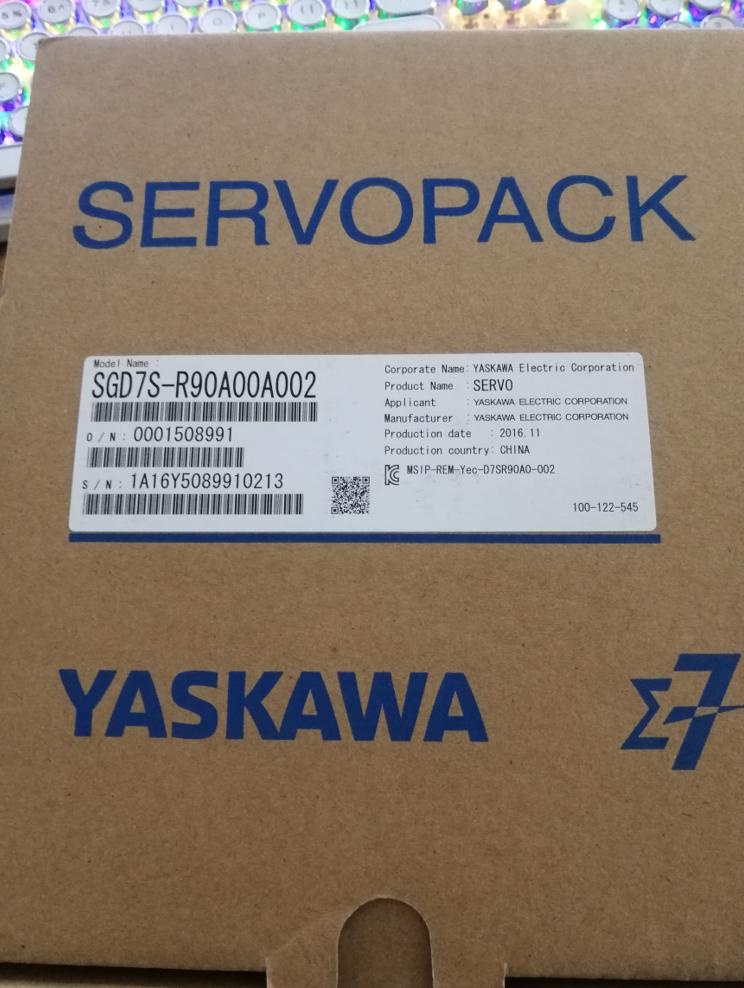 SERVOPACK
Model Name :
SGD7S-R90A00A002
O/N: 0001508991
S/N: 1A16Y5089910213
Corporate Name: YASKAWA Electric Corporation
Product Name : SERVO
Applicant : YASKAWA ELECTRIC CORPORATION
Manufacturer : YASKAWA ELECTRIC CORPORATION
Production date : 2016.11
Production country: CHINA
MSIP-REM-Yec-D7SR90A0-002
100-122-545
YASKAWA
Σ7